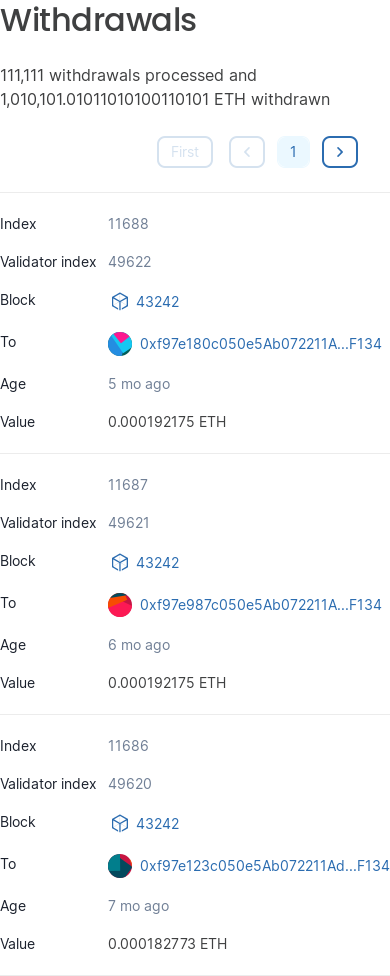 Withdrawals
111,111 withdrawals processed and
1,010,101.01011010100110101 ETH withdrawn
First
1
Index 11688
Validator index 49622
Block 43242
To 0xf97e180c050e5Ab072211A...F134
Age 5 mo ago
Value 0.000192175 ETH
Index 11687
Validator index 49621
Block 43242
To 0xf97e987c050e5Ab072211A...F134
Age 6 mo ago
Value 0.000192175 ETH
Index 11686
Validator index 49620
Block 43242
To 0xf97e123c050e5Ab072211Ad...F134
Age 7 mo ago
Value 0.000182773 ETH